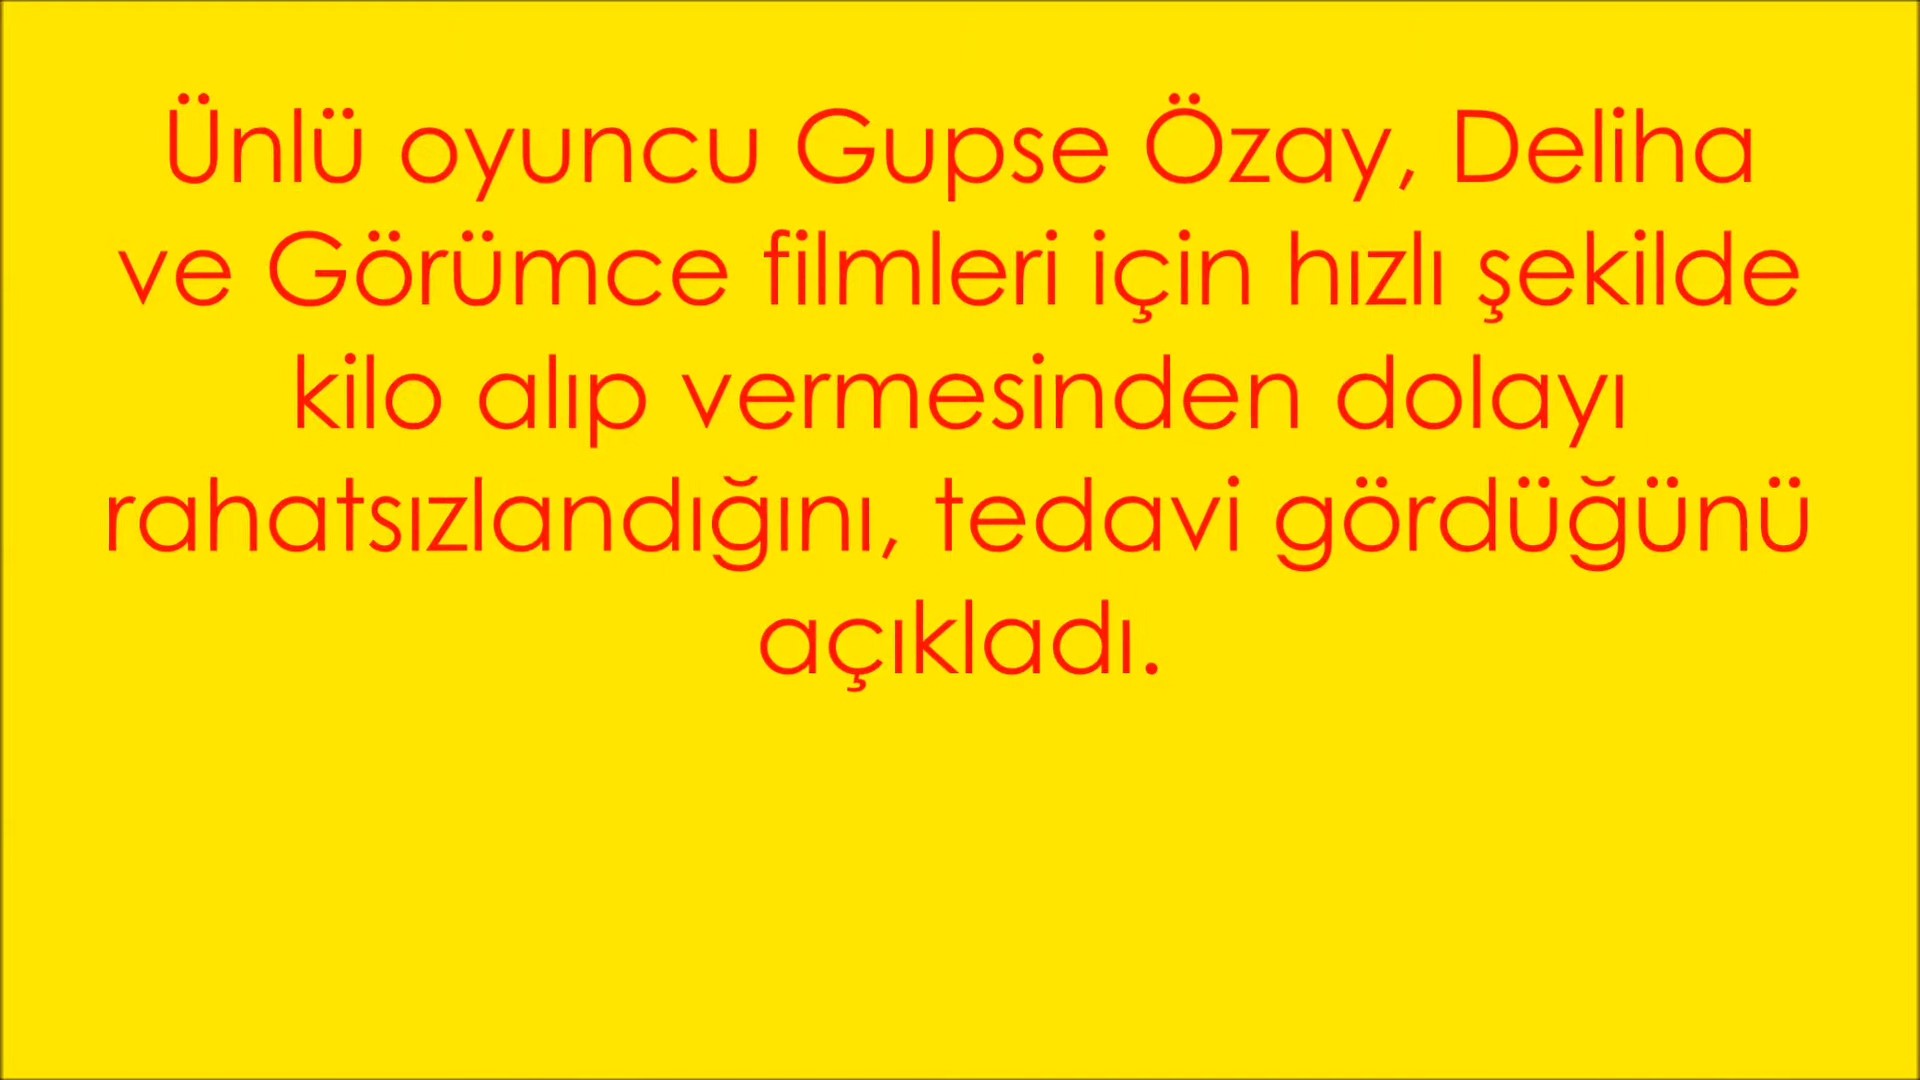 Ünlü oyuncu Gupse Özay, Deliha
ve Görümce filmleri için hızlı şekilde
kilo alıp vermesinden dolayı
rahatsızlandığını, tedavi gördüğünü
açıkladı.